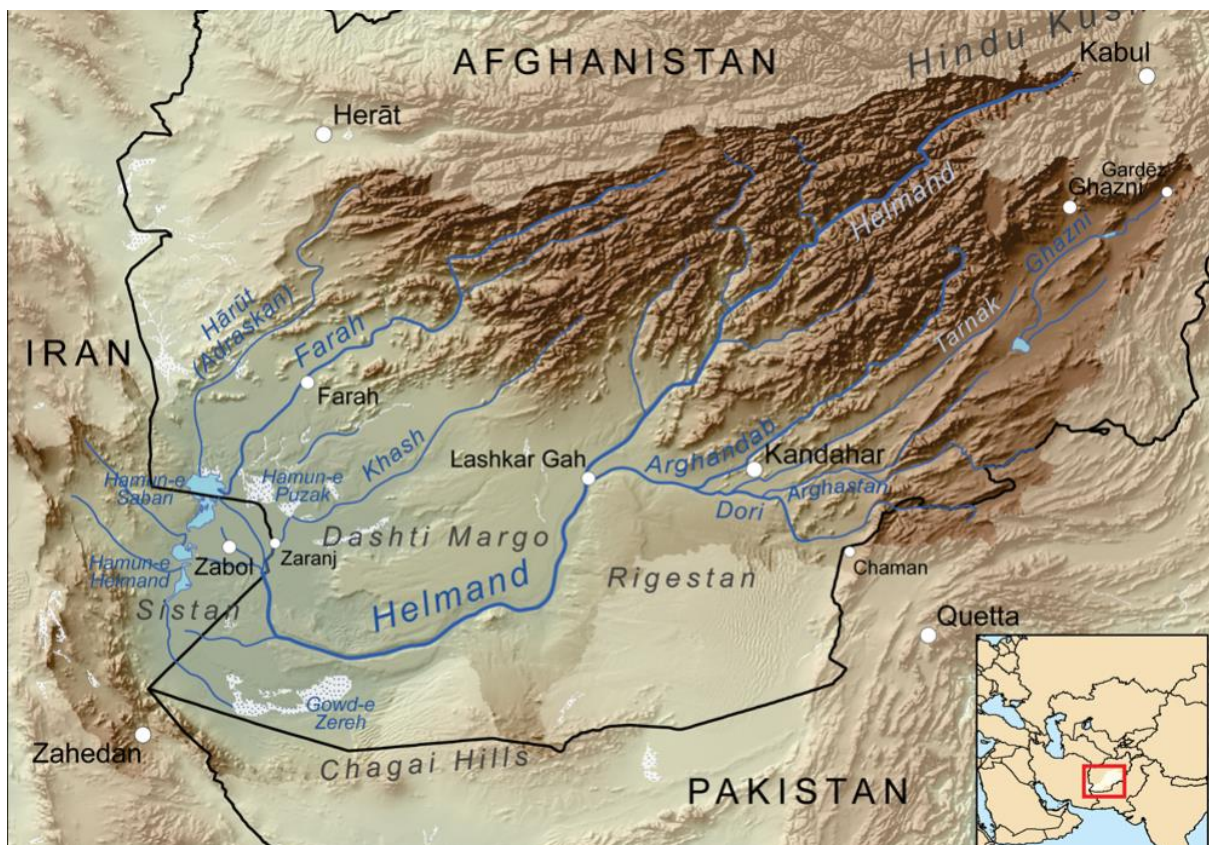 Hindu Kus
AFGHANISTAN
Kabul
Herāt
Gardēz
Ghazni
Helmand
Ghazni
Hārūt
(Adraskan)
Farah
Tarnak
IRAN
Farah
Khash
Lashkar Gah
Arghandab
Kandahar
Hamun-e
Saban
Hamun-e
Puzak
Arghastan
Dori
Dashti Margo
Zaranj
Hamun-e
Helmand
Zabol
Chaman
Rigestan
Helmand
Sistan
Quetta
Gowd-e
Zereh
Zahedan
Chagai Hills
PAKISTAN